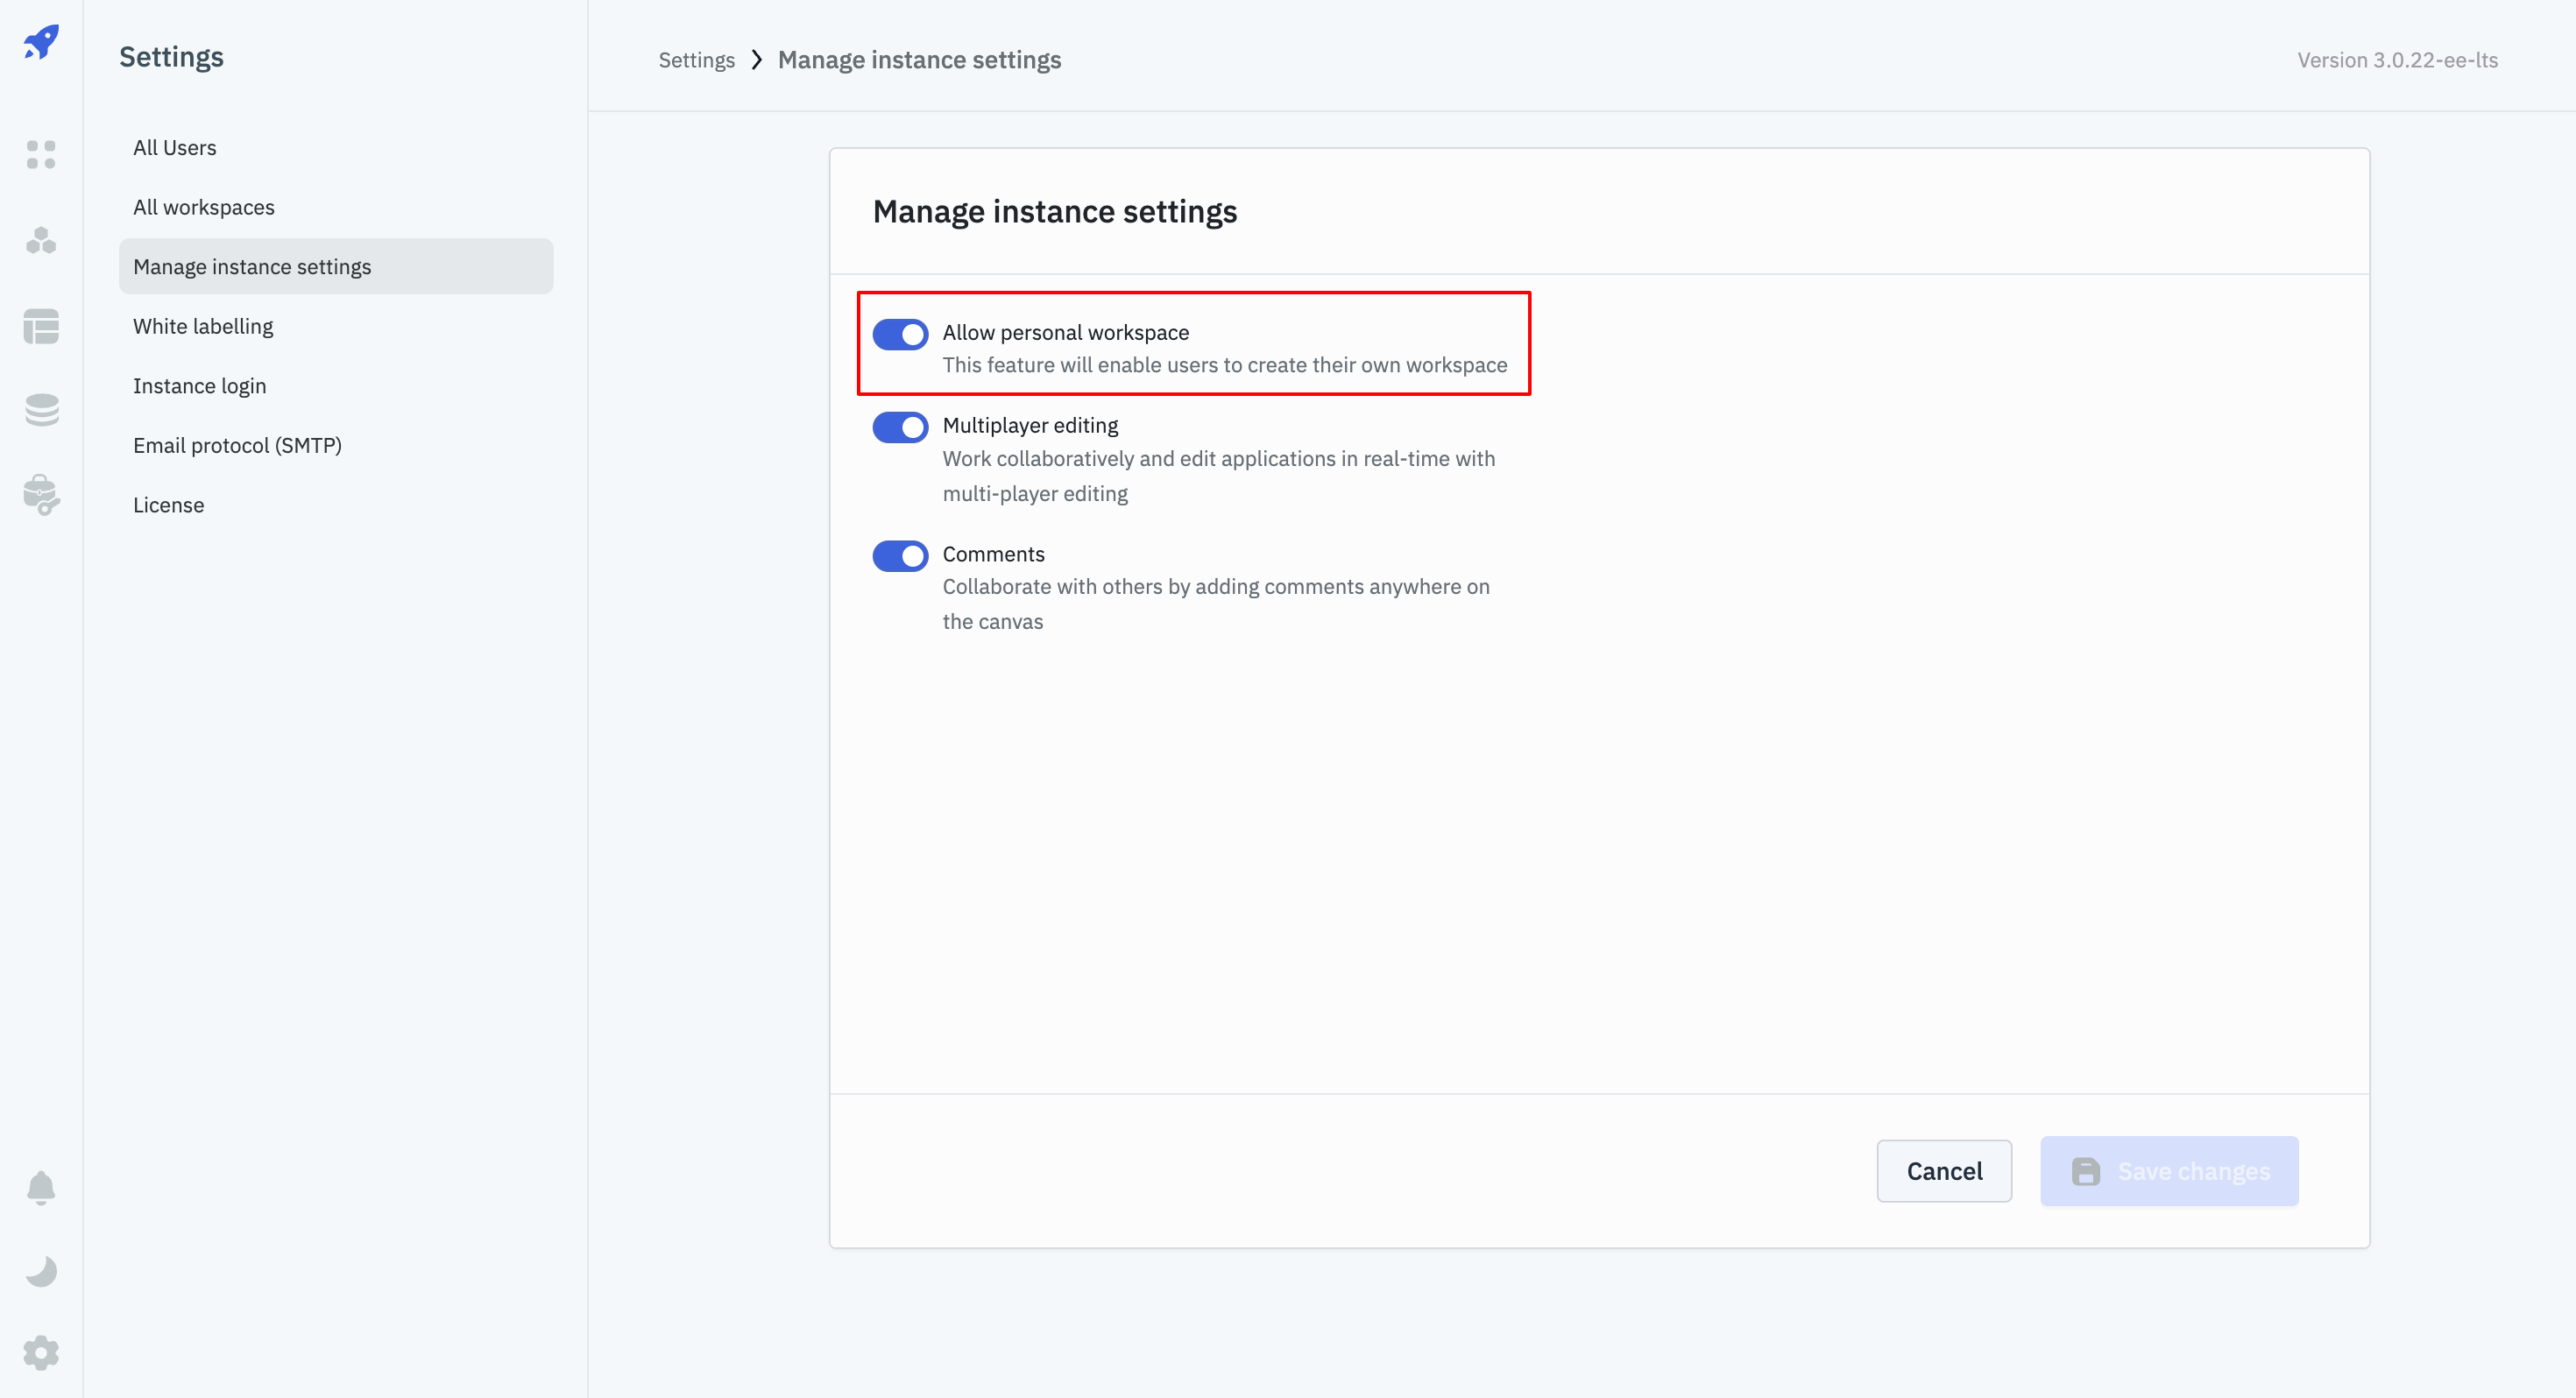 Settings
All Users
All workspaces
Manage instance settings
White labelling
Instance login
Email protocol (SMTP)
License
Settings > Manage instance settings
Version 3.0.22-ee-lts
Manage instance settings
Allow personal workspace
This feature will enable users to create their own workspace
Multiplayer editing
Work collaboratively and edit applications in real-time with
multi-player editing
Comments
Collaborate with others by adding comments anywhere on
the canvas
Cancel
Save changes